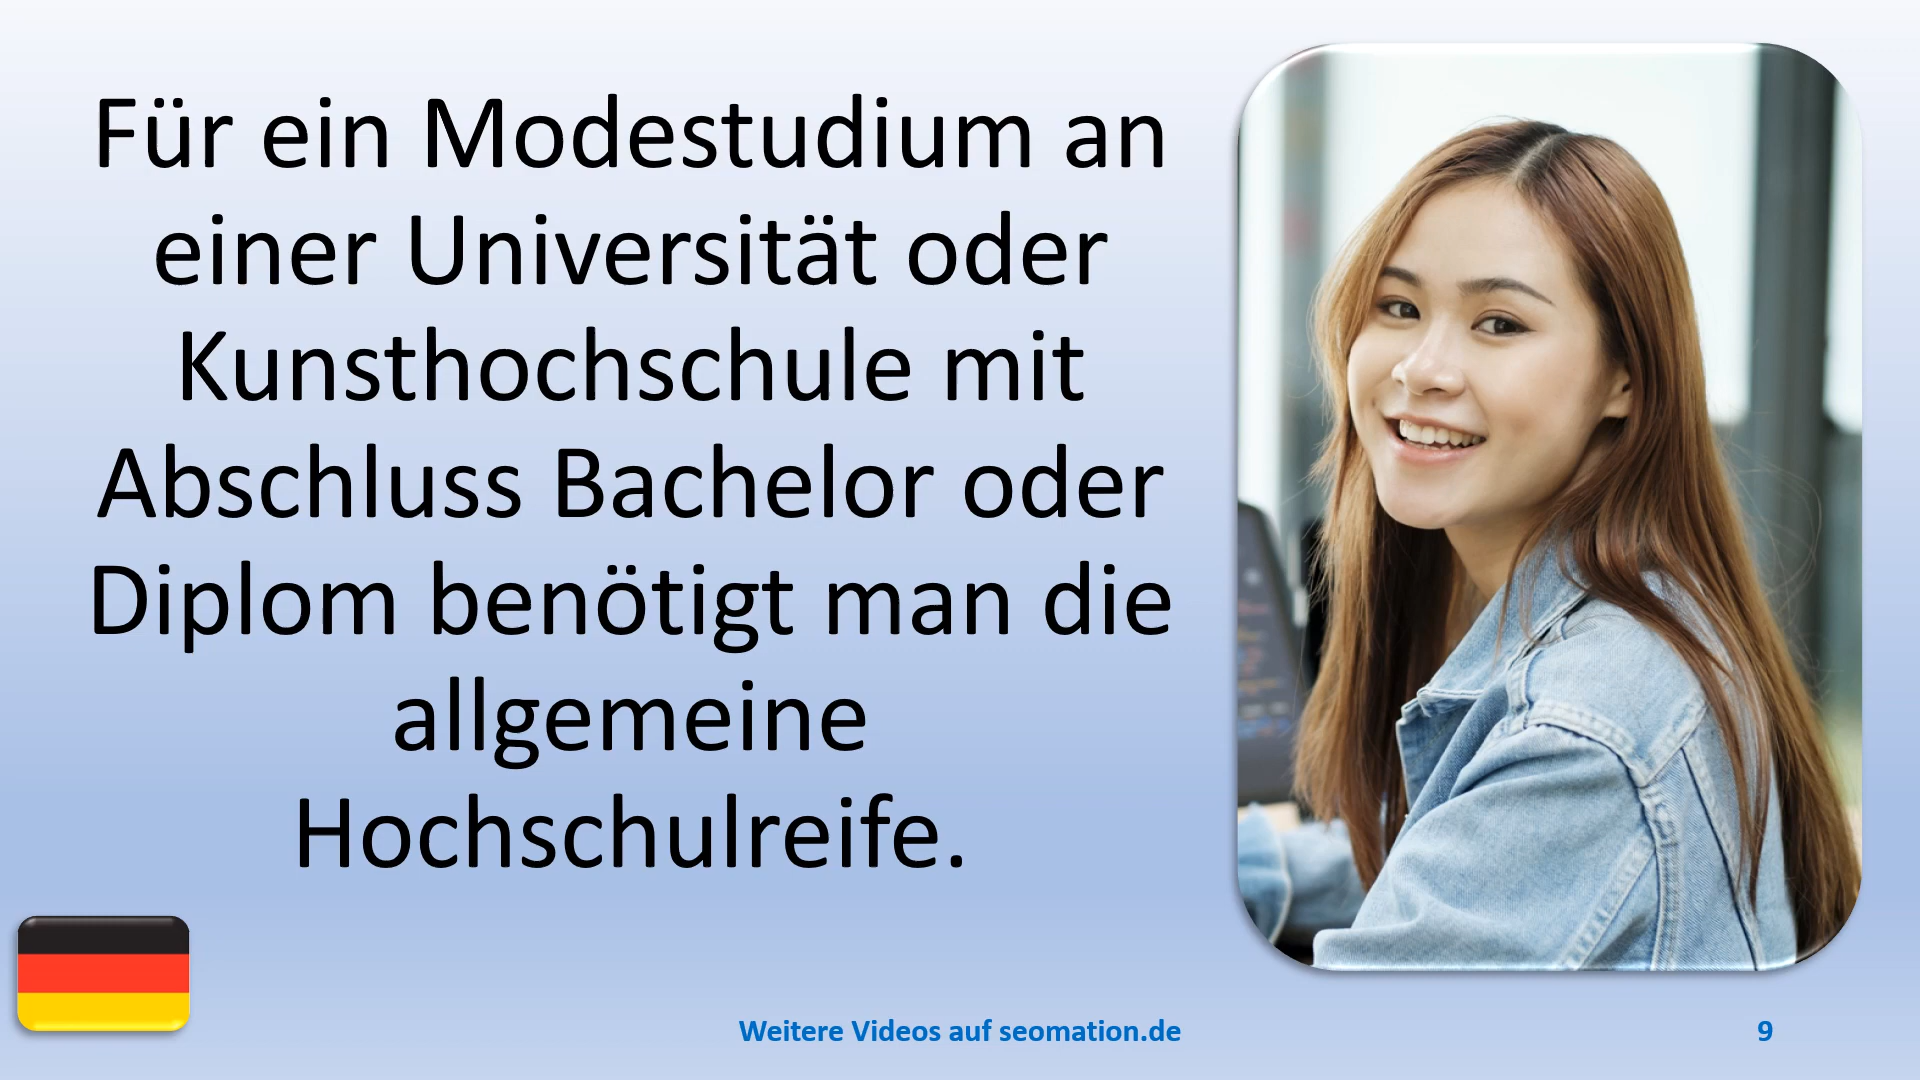 Für ein Modestudium an
einer Universität oder
Kunsthochschule mit
Abschluss Bachelor oder
Diplom benötigt man die
allgemeine
Hochschulreife.
Weitere Videos auf seomation.de
9